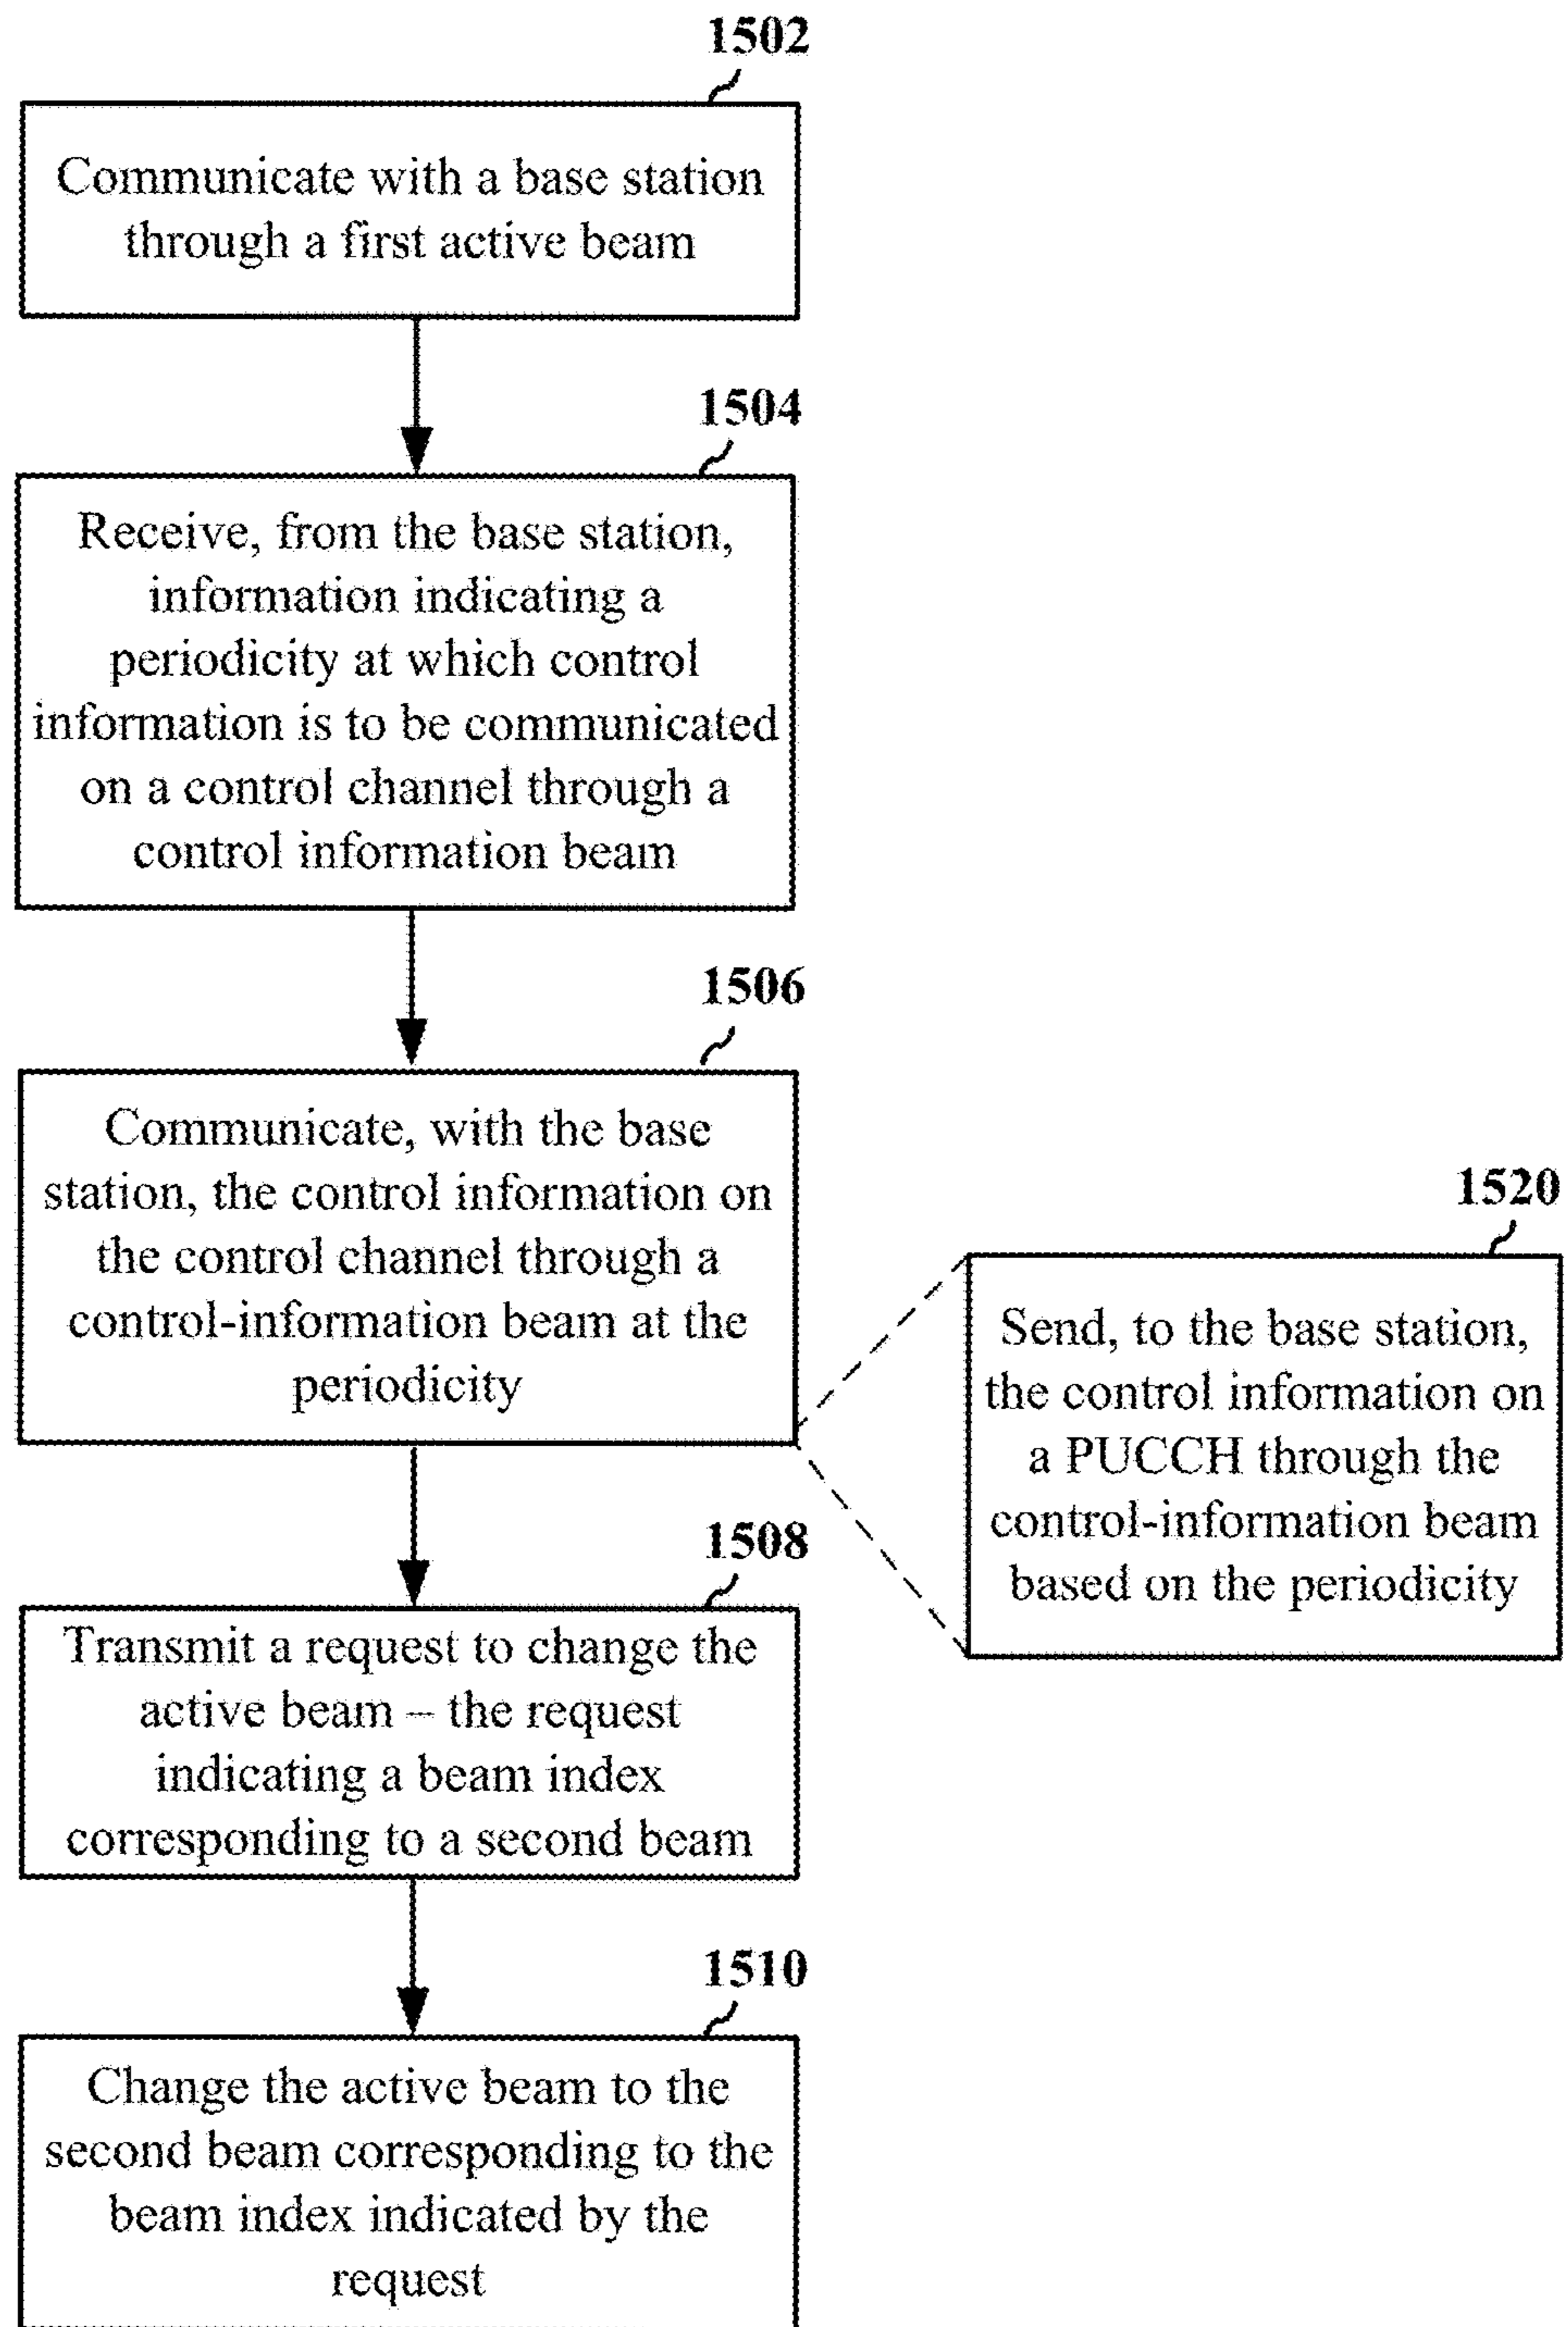 1502
Communicate with a base station
through a first active beam
1504
Receive, from the base station,
information indicating a
periodicity at which control
information is to be communicated
on a control channel through a
control information beam
1506
Communicate, with the base
station, the control information on
the control channel through a
control-information beam at the
periodicity
1520
Send, to the base station,
the control information on
a PUCCH through the
control-information beam
based on the periodicity
1508
Transmit a request to change the
active beam – the request
indicating a beam index
corresponding to a second beam
1510
Change the active beam to the
second beam corresponding to the
beam index indicated by the
request